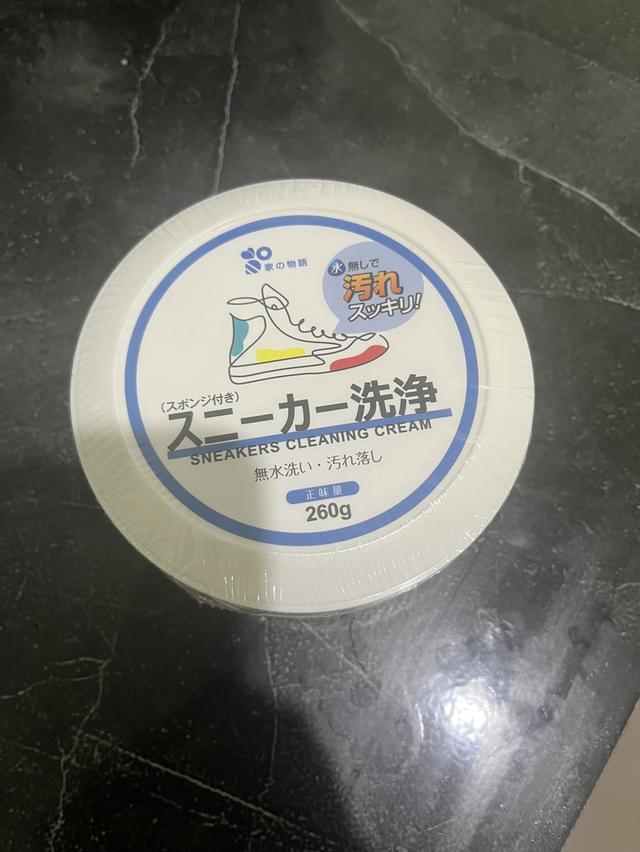 家の物語
水無しで
汚れ
スッキリ!
(スポンジ付き)
スニーカー洗浄
SNEAKERS CLEANING CREAM
無水洗い・汚れ落し
正味量
260g